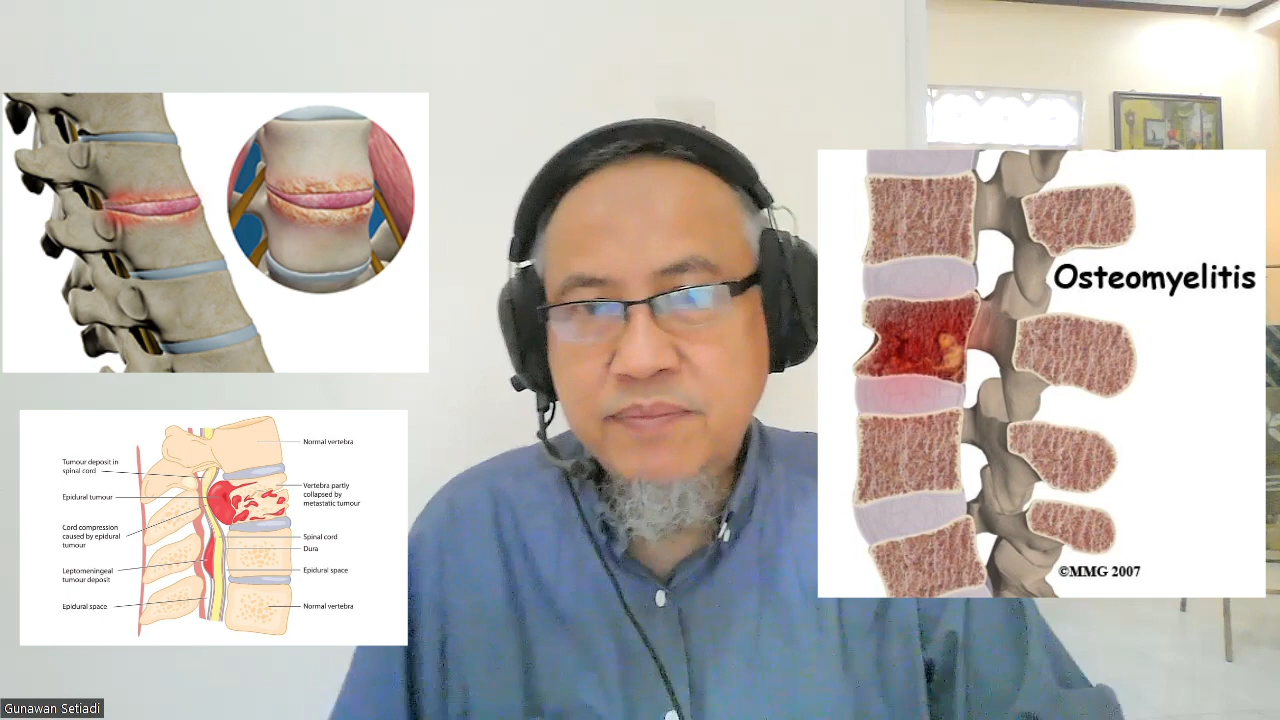 Normal vertebra
Tumour deposit in
spinal cord
Epidural tumour
Vertebra partly
collapsed by
metastatic tumour
Cord compression
caused by epidural
tumour
Spinal cord
Dura
Leptomeningeal
tumour deposit
Epidural space
Epidural space
Normal vertebra
Osteomyelitis
©MMG 2007
Gunawan Setiadi